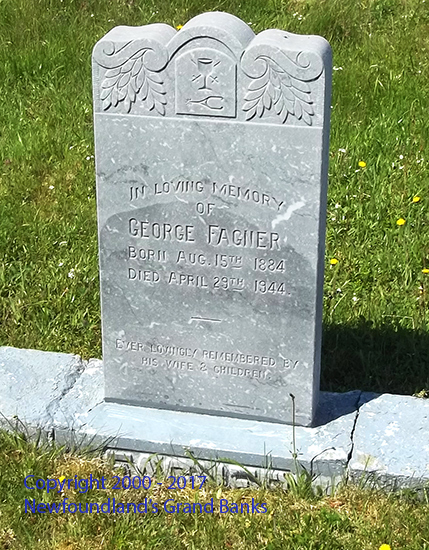 IN LOVING MEMORY
OF
GEORGE FAGNER
BORN AUG. 15TH 1884
DIED APRIL 29TH 1944.
EVER LOVINGLY REMEMBERED BY
HIS WIFE & CHILDREN
Copyright 2000 - 2017
Newfoundland's Grand Banks